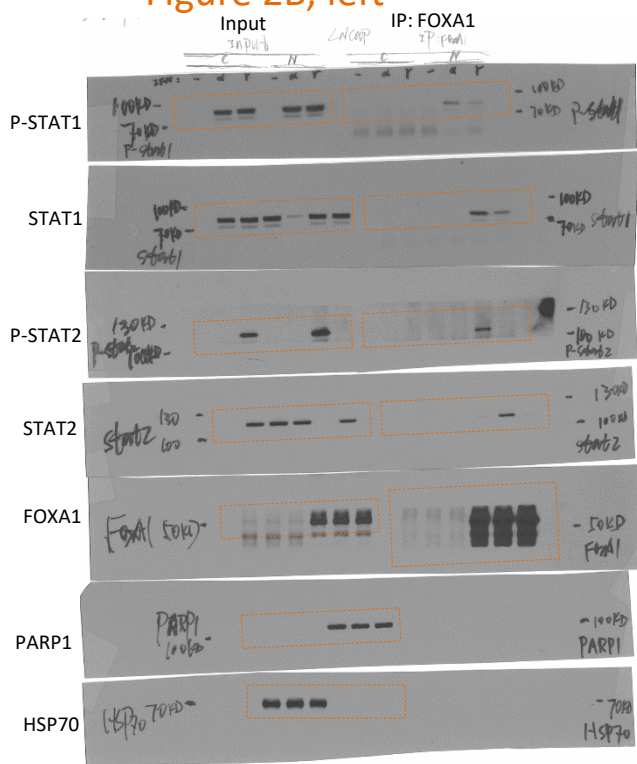 Figure 2B, left
Input IP: FOXA1
Input LNCAP IP: FoxA1
C N C N
IFN: - α γ - α γ - α γ - α γ
P-STAT1 100KD- - 100KD
70KD- - 70KD P-stat1
P-stat1
STAT1 100KD- - 100KD
70KD - 70KD stat1
stat1
P-STAT2 130KD- - 130KD
P-stat2 100KD- - 100KD
P-stat2
STAT2 stat2 130 - - 130KD
100 - - 100KD
stat2
FOXA1 FoxA1 50KD - - 50KD
FoxA1
PARP1 PARP1 - 100KD
100KD- PARP1
HSP70 HSP70 70KD- - 70KD
HSP70